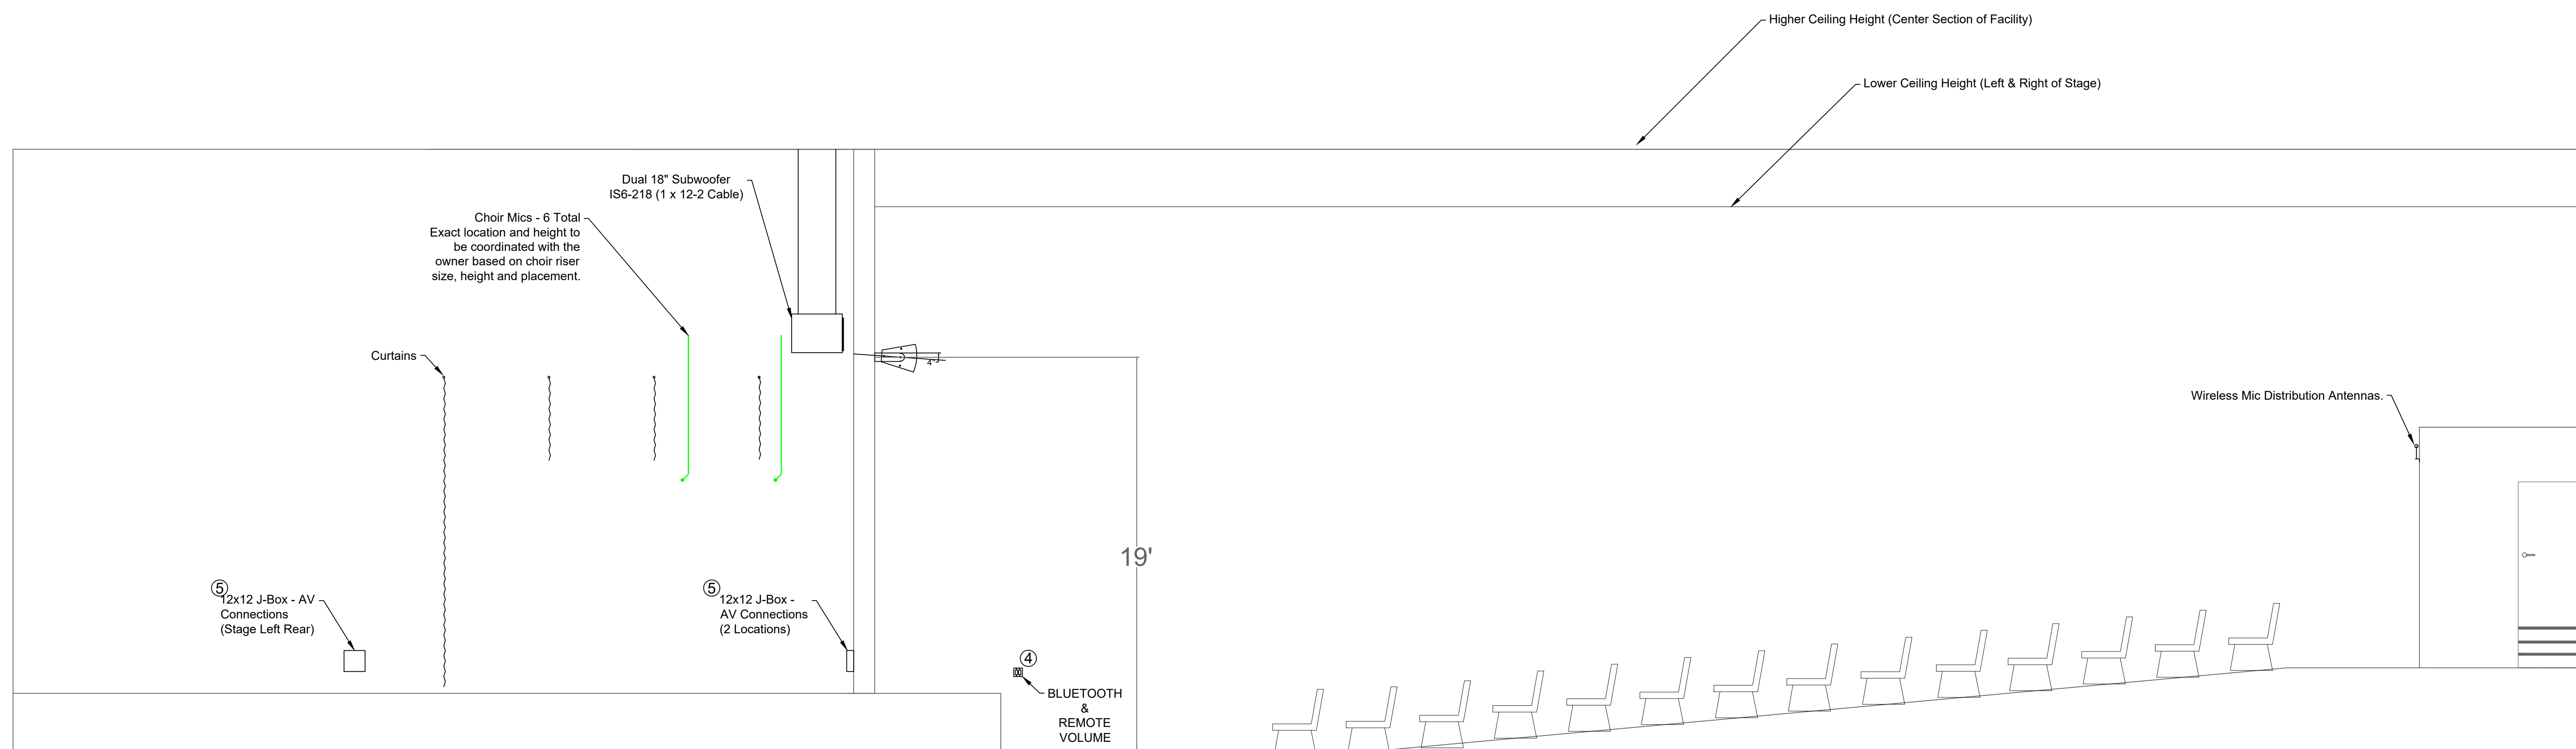 Higher Ceiling Height (Center Section of Facility)
Lower Ceiling Height (Left & Right of Stage)
Dual 18" Subwoofer
IS6-218 (1 x 12-2 Cable)
Choir Mics - 6 Total
Exact location and height to
be coordinated with the
owner based on choir riser
size, height and placement.
Curtains
4°
Wireless Mic Distribution Antennas.
19'
5
12x12 J-Box - AV
Connections
(Stage Left Rear)
5
12x12 J-Box -
AV Connections
(2 Locations)
4
BLUETOOTH
&
REMOTE
VOLUME